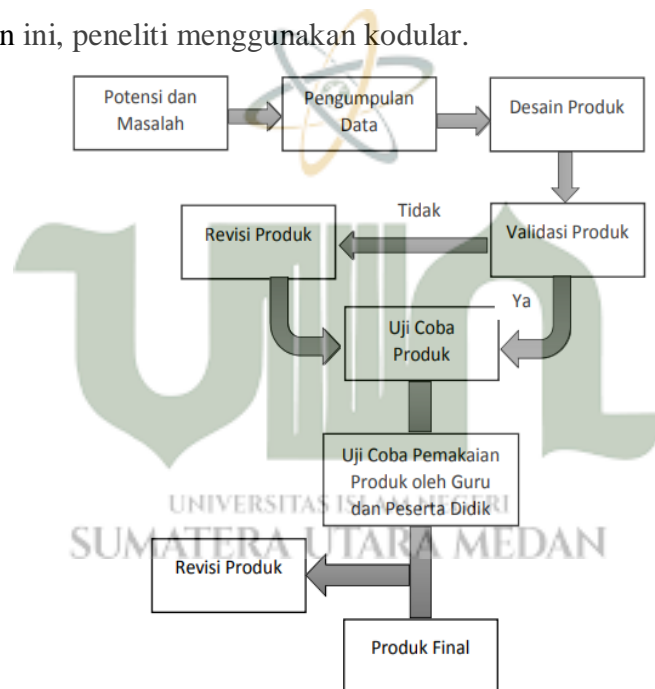 n ini, peneliti menggunakan kodular.
Potensi dan
Masalah
Pengumpulan
Data
Desain Produk
Tidak
Revisi Produk
Validasi Produk
Ya
Uji Coba
Produk
Uji Coba Pemakaian
Produk oleh Guru
dan Peserta Didik
UNIVERSITAS ISLAM NEGERI
SUMATERA UTARA MEDAN
Revisi Produk
Produk Final